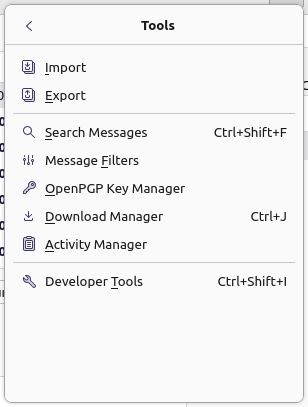 Tools
Import
Export
Search Messages Ctrl+Shift+F
Message Filters
OpenPGP Key Manager
Download Manager Ctrl+J
Activity Manager
Developer Tools Ctrl+Shift+I